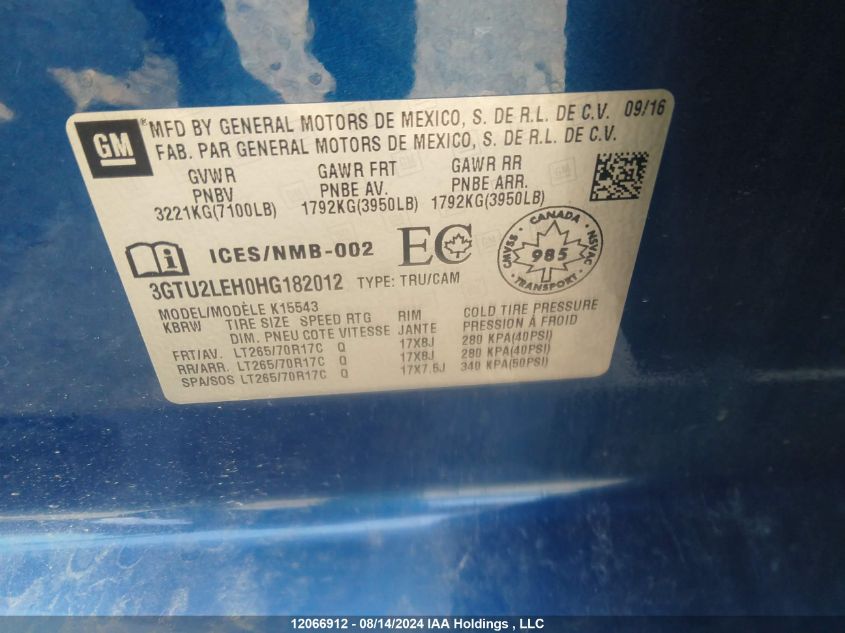 GM
® MFD BY GENERAL MOTORS DE MEXICO, S. DE R.L. DE C.V. 09/16
FAB. PAR GENERAL MOTORS DE MEXICO, S. DE R.L. DE C.V.
GVWR GAWR FRT GAWR RR
PNBV PNBE AV. PNBE ARR.
3221KG(7100LB) 1792KG(3950LB) 1792KG(3950LB)
ICES/NMB-002 EC
CANADA
CMVSS 985 NSVAC
TRANSPORT
3GTU2LEH0HG182012 TYPE: TRU/CAM
MODEL/MODÈLE K15543
KBRW TIRE SIZE SPEED RTG RIM COLD TIRE PRESSURE
DIM. PNEU COTE VITESSE JANTE PRESSION À FROID
FRT/AV. LT265/70R17C Q 17X8J 280 KPA(40PSI)
RR/ARR. LT265/70R17C Q 17X8J 280 KPA(40PSI)
SPA/SOS LT265/70R17C Q 17X7.5J 340 KPA(50PSI)
12066912 - 08/14/2024 IAA Holdings , LLC